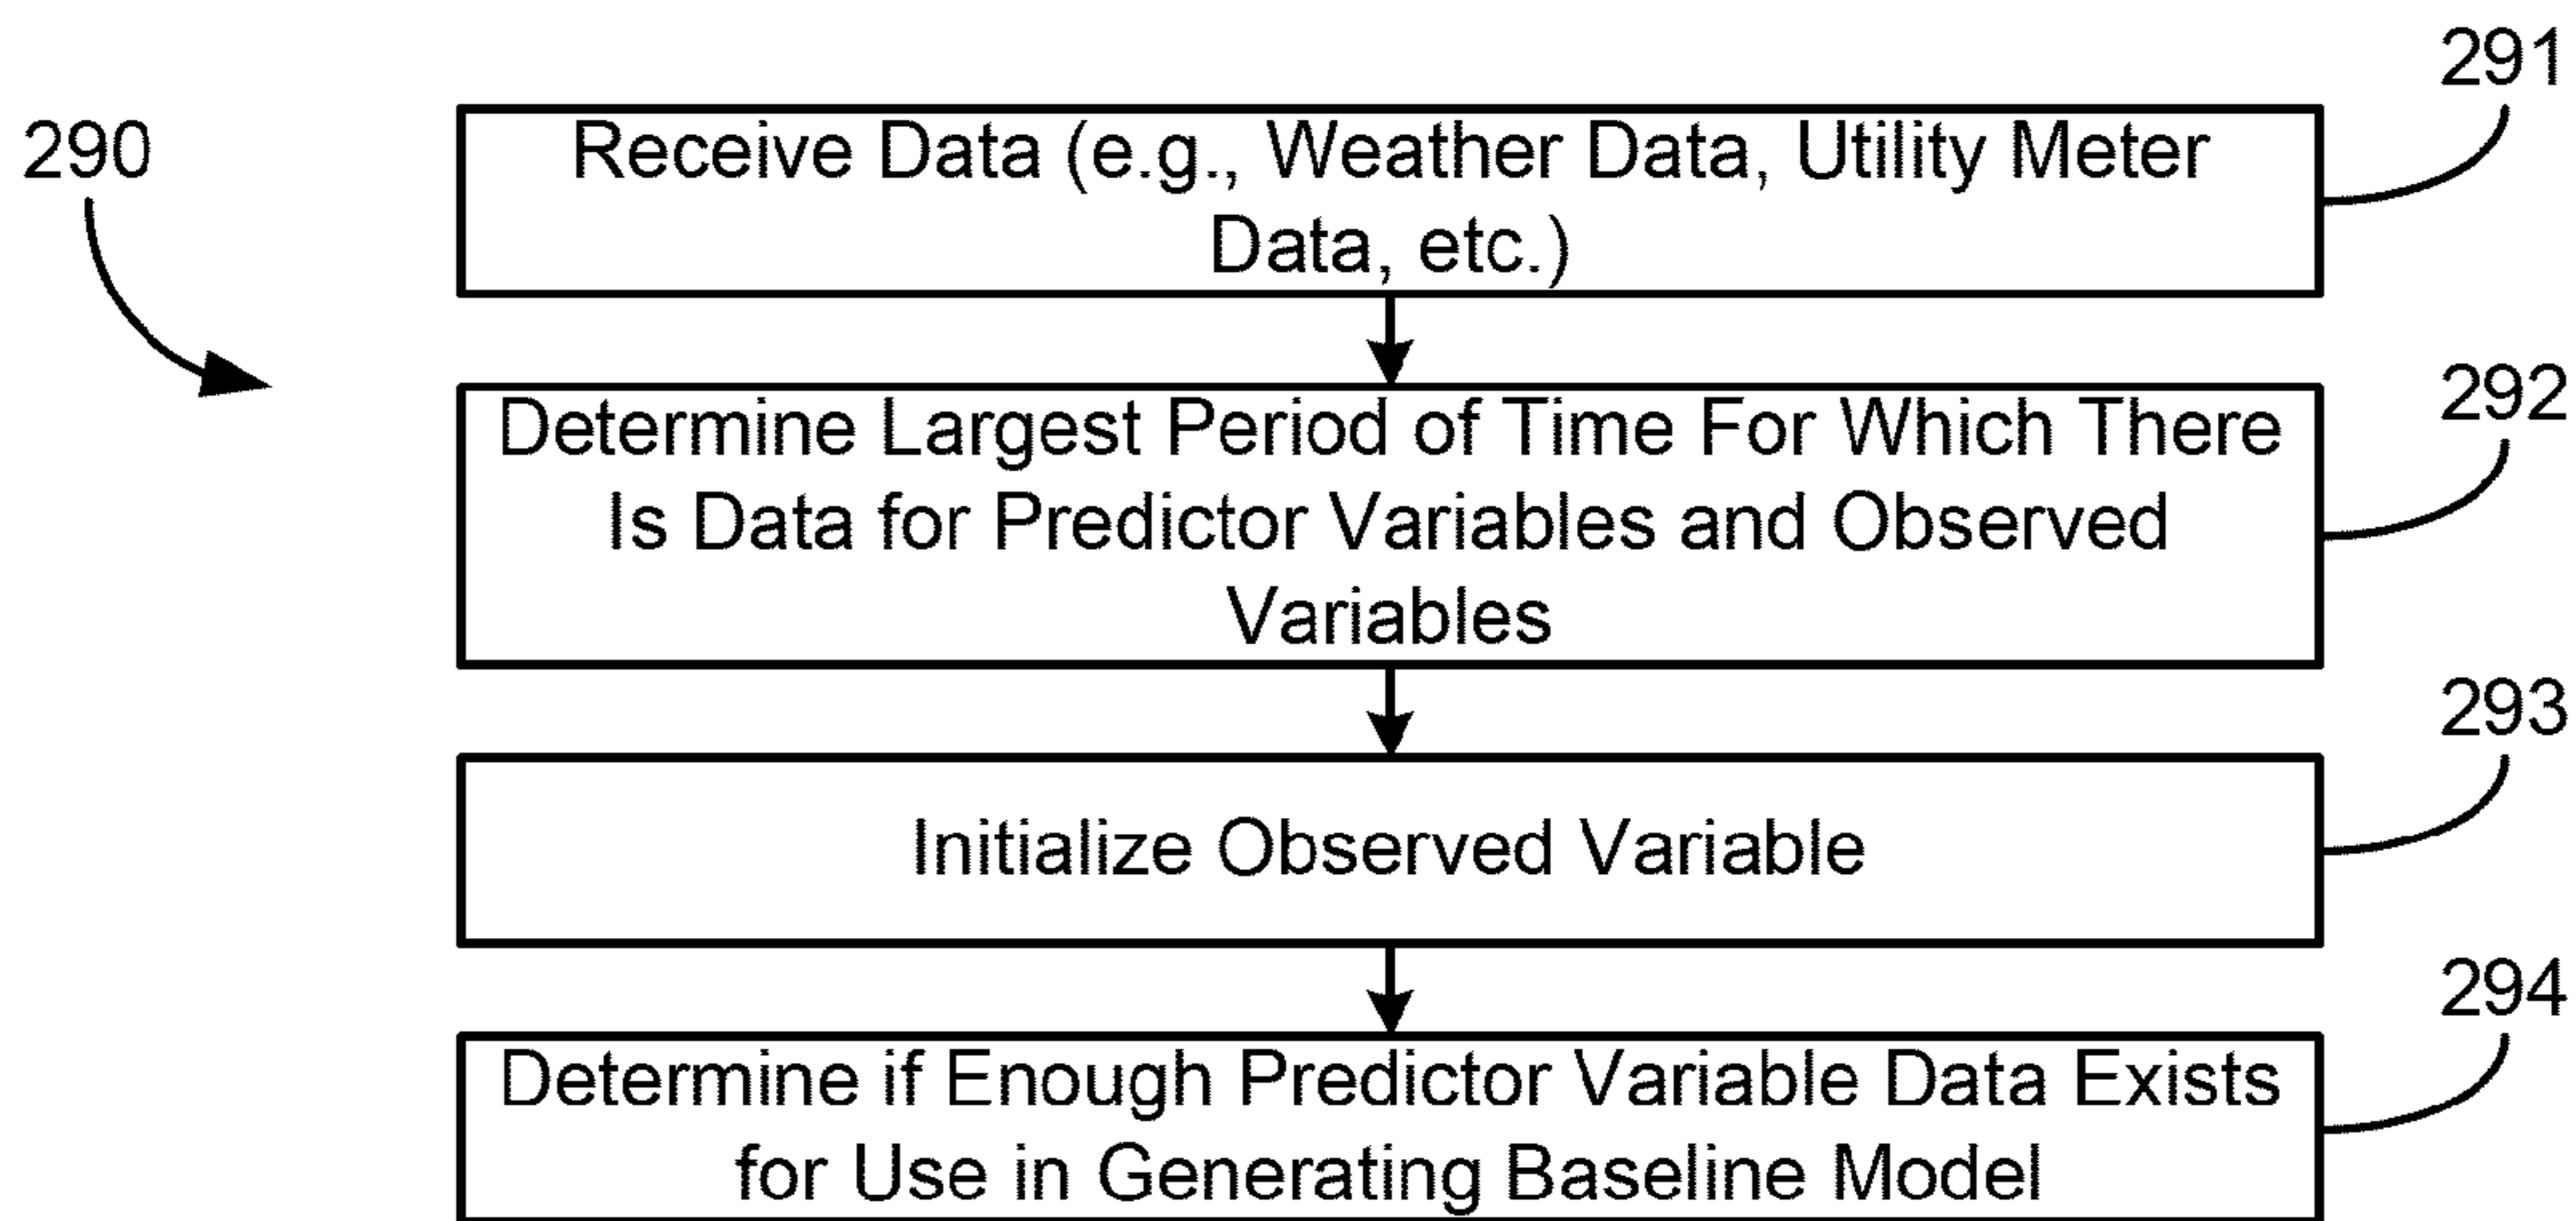 291
290
Receive Data (e.g., Weather Data, Utility Meter
Data, etc.)
292
Determine Largest Period of Time For Which There
Is Data for Predictor Variables and Observed
Variables
293
Initialize Observed Variable
294
Determine if Enough Predictor Variable Data Exists
for Use in Generating Baseline Model